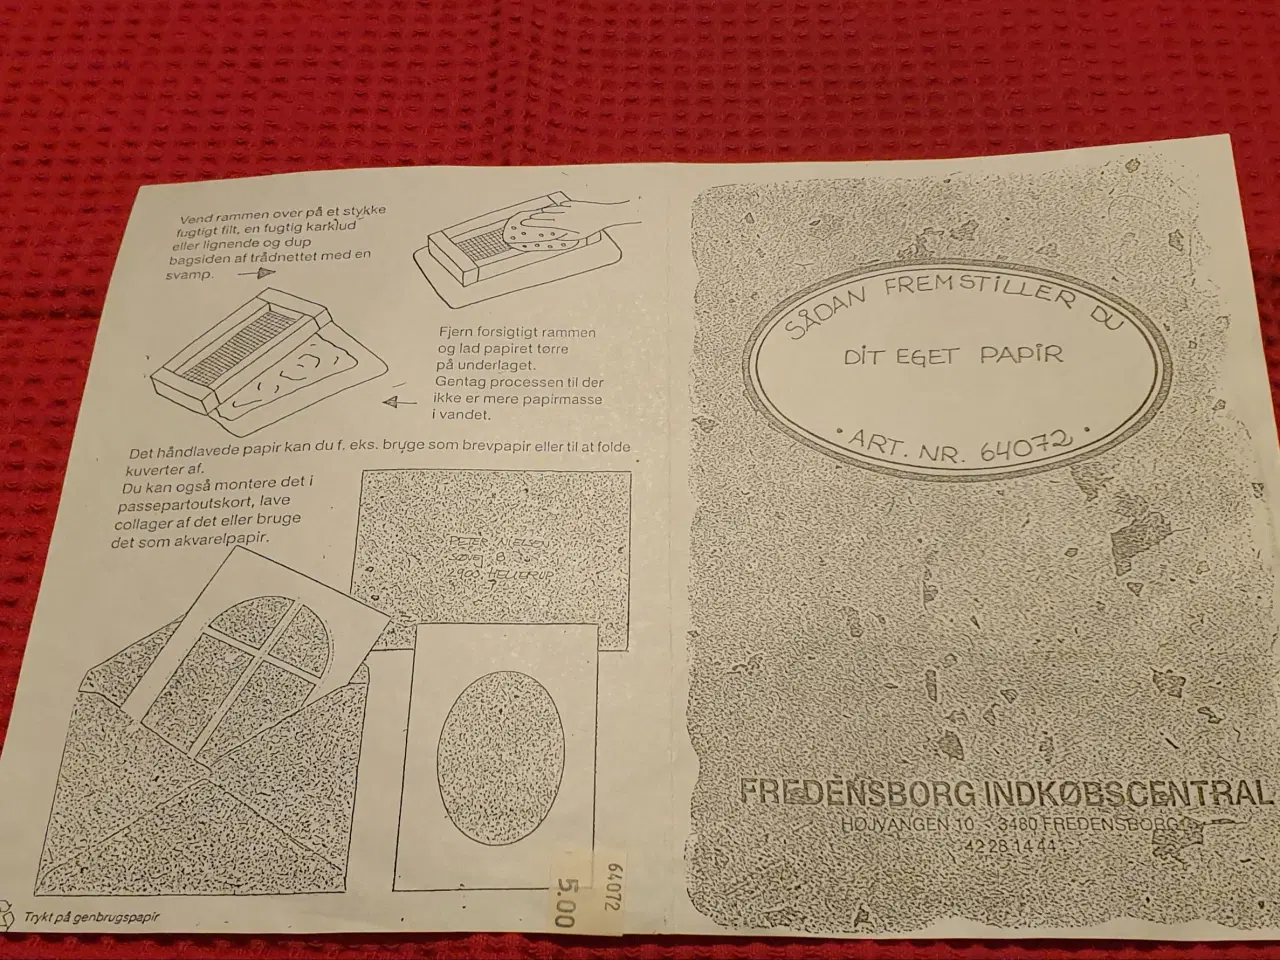 Vend rammen over på et stykke
fugtigt filt, en fugtig karklud
eller lignende og dup
bagsiden af trådnettet med en
svamp.
Fjern forsigtigt rammen
og lad papiret tørre
på underlaget.
Gentag processen til der
ikke er mere papirmasse
i vandet.
Det håndlavede papir kan du f. eks. bruge som brevpapir eller til at folde
kuverter af.
Du kan også montere det i
passepartoutskort, lave
collager af det eller bruge
det som akvarelpapir.
PETER NIELSEN
8
HELLERUP
64072
5.00
Trykt på genbrugspapir
SÅDAN FREMSTILLER DU
DIT EGET PAPIR
· ART. NR. 64072 ·
FREDENSBORG INDKØBSCENTRAL
HØJVANGEN 10 - 3480 FREDENSBORG
42 28 14 44